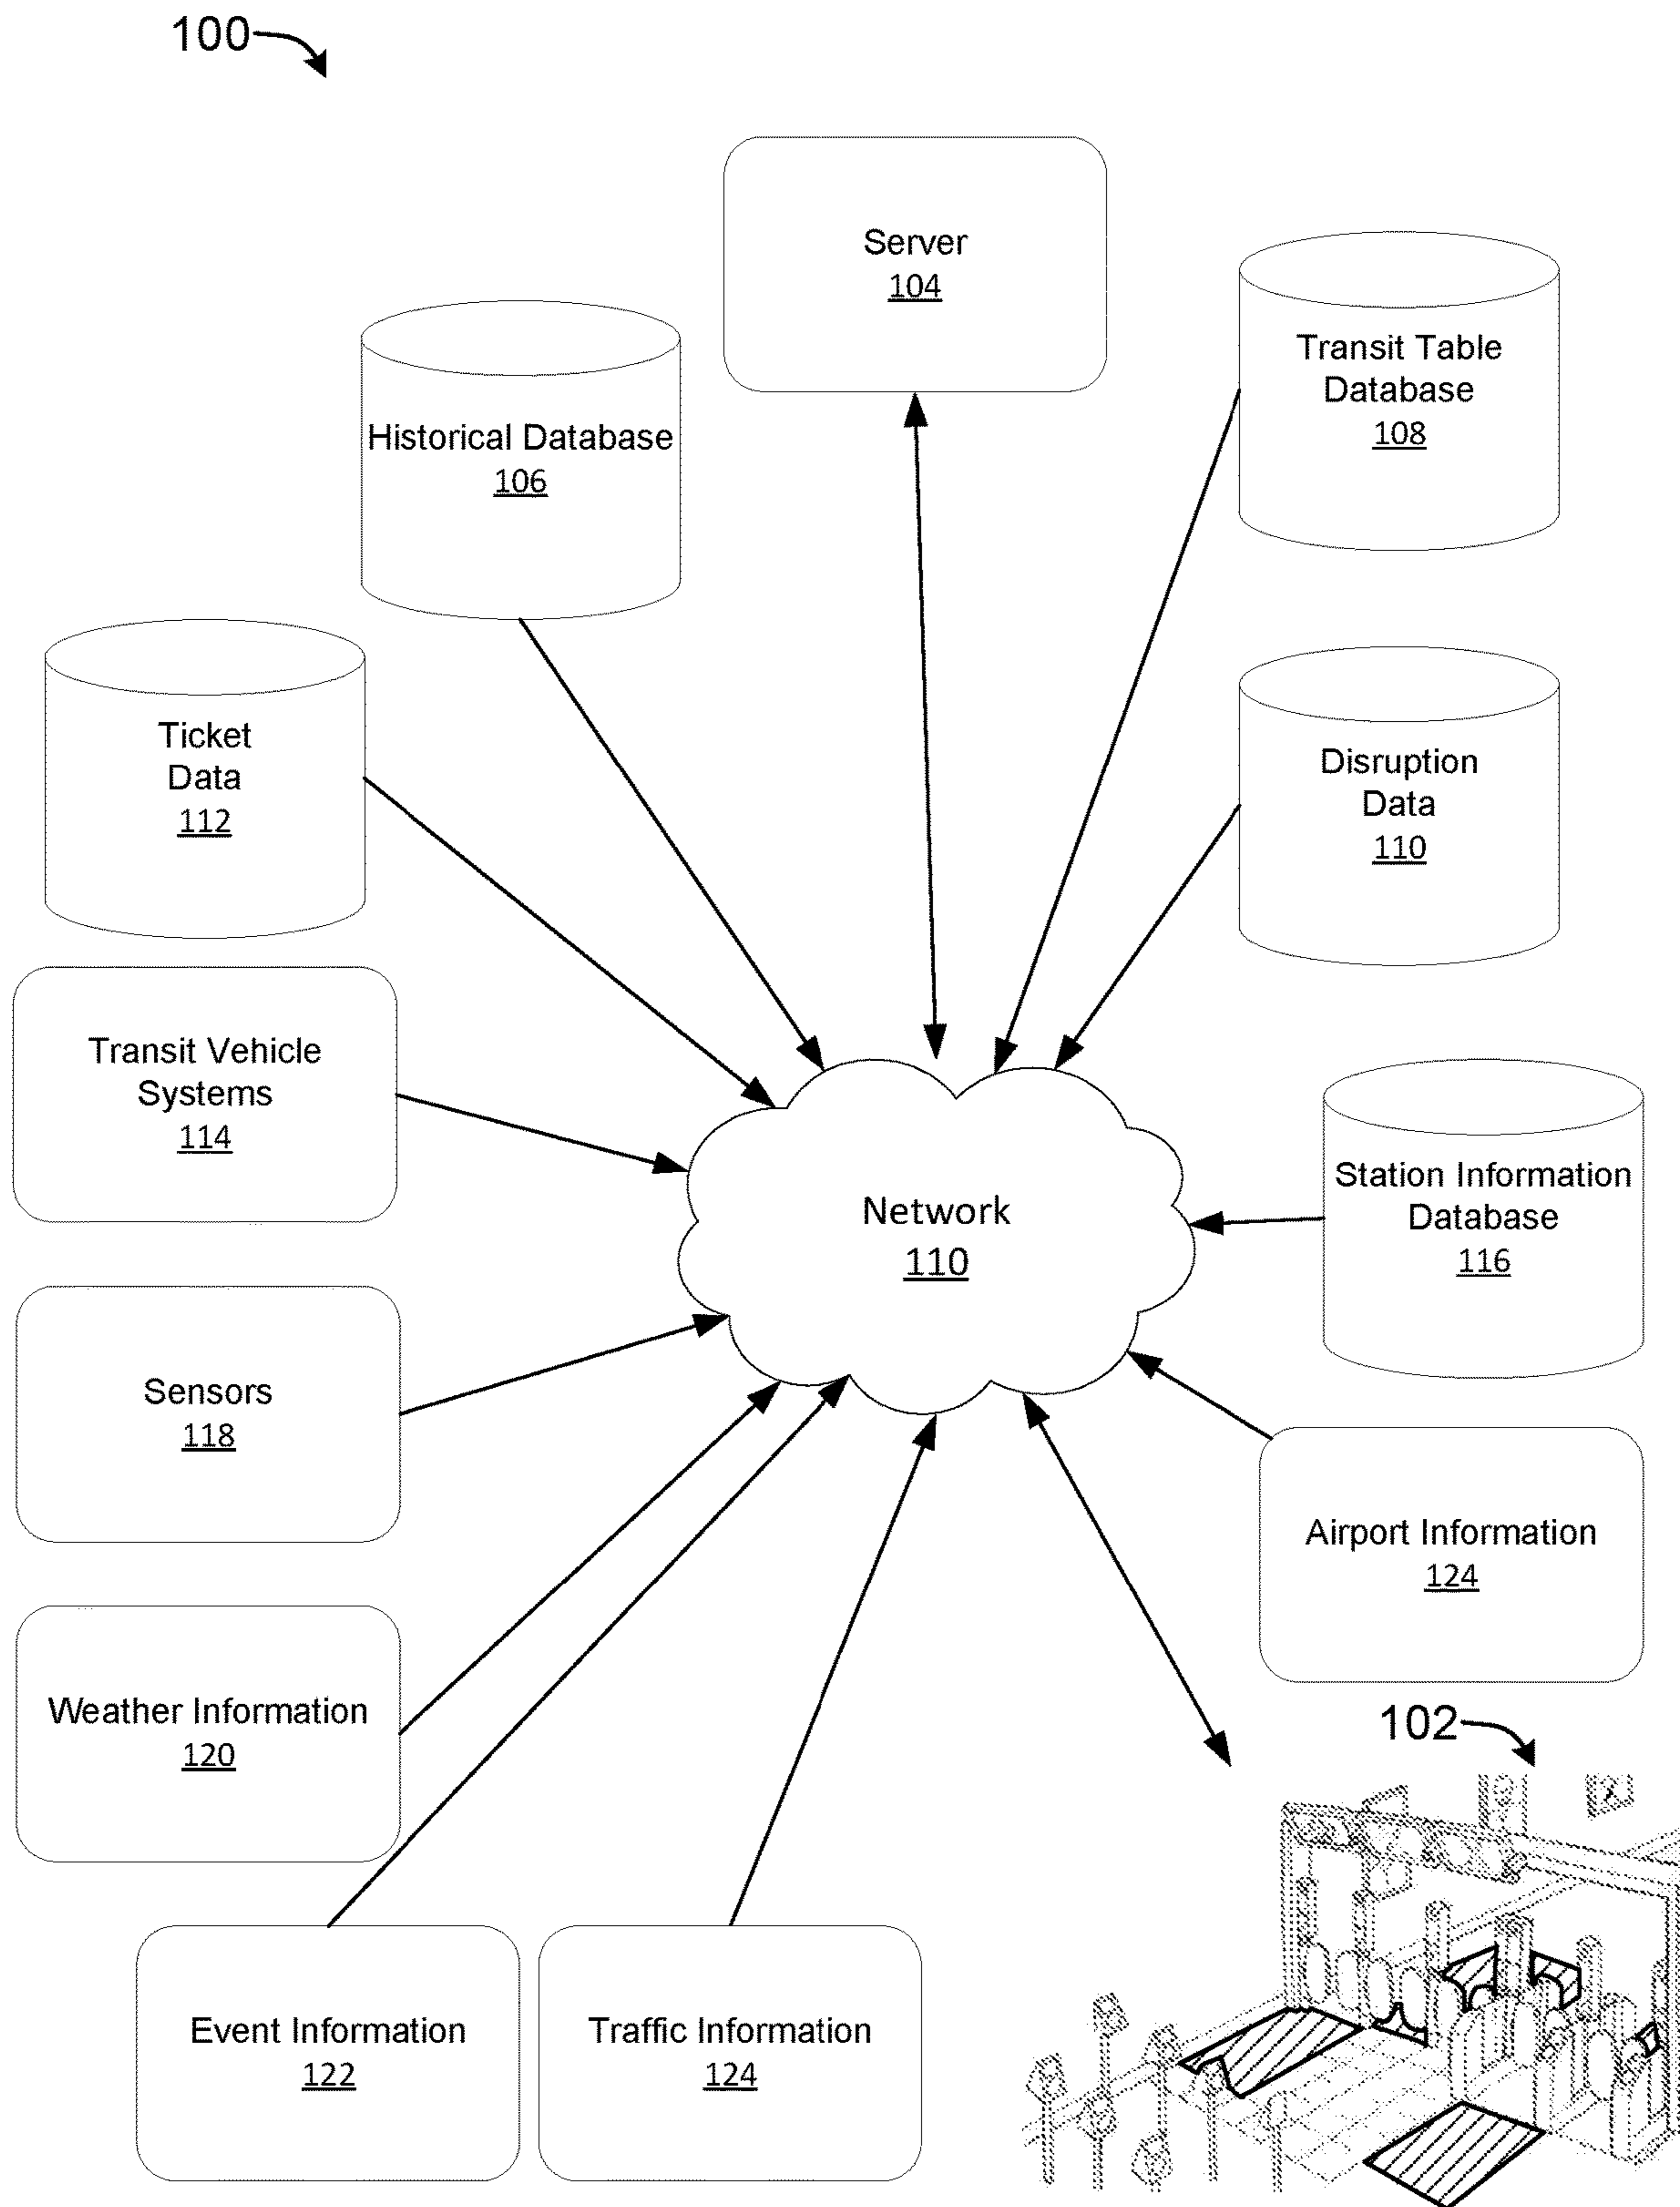 100
Server
104
Transit Table
Database
108
Historical Database
106
Ticket
Data
112
Disruption
Data
110
Transit Vehicle
Systems
114
Network
110
Station Information
Database
116
Sensors
118
Airport Information
124
Weather Information
120
102
Event Information
122
Traffic Information
124